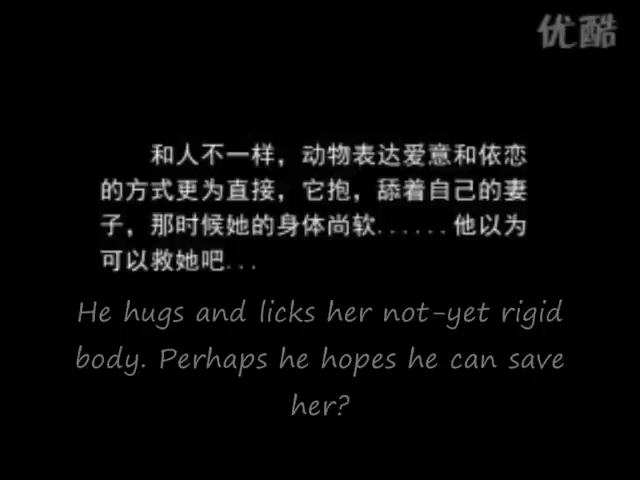 优酷
和人不一样，动物表达爱意和依恋
的方式更为直接，它抱，舔着自己的妻
子，那时候她的身体尚软......他以为
可以救她吧...
He hugs and licks her not-yet rigid
body. Perhaps he hopes he can save
her?